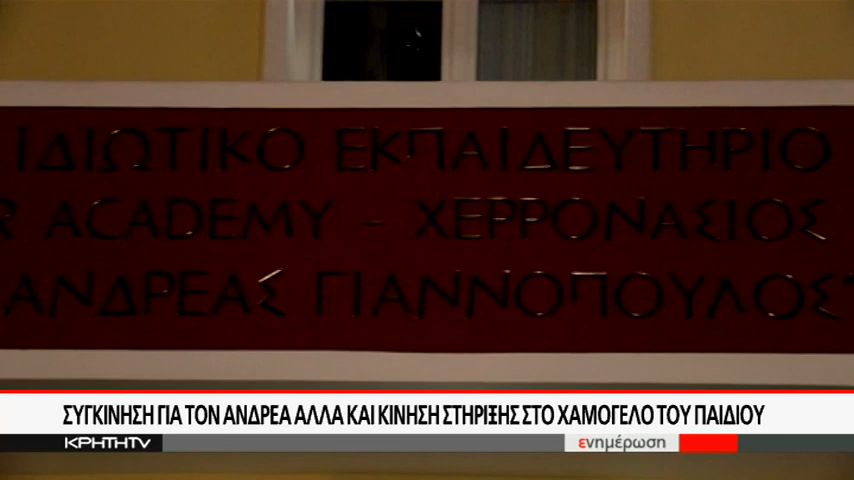 ΙΔΙΩΤΙΚΟ ΕΚΠΑΙΔΕΥΤΗΡΙΟ
ACADEMY - ΧΕΡΡΟΝΑΣΙΟΣ
ΑΝΔΡΕΑΣ ΓΙΑΝΝΟΠΟΥΛΟΣ"
ΣΥΓΚΙΝΗΣΗ ΓΙΑ ΤΟΝ ΑΝΔΡΕΑ ΑΛΛΑ ΚΑΙ ΚΙΝΗΣΗ ΣΤΗΡΙΞΗΣ ΣΤΟ ΧΑΜΟΓΕΛΟ ΤΟΥ ΠΑΙΔΙΟΥ
ΚΡΗΤΗTV ενημέρωση